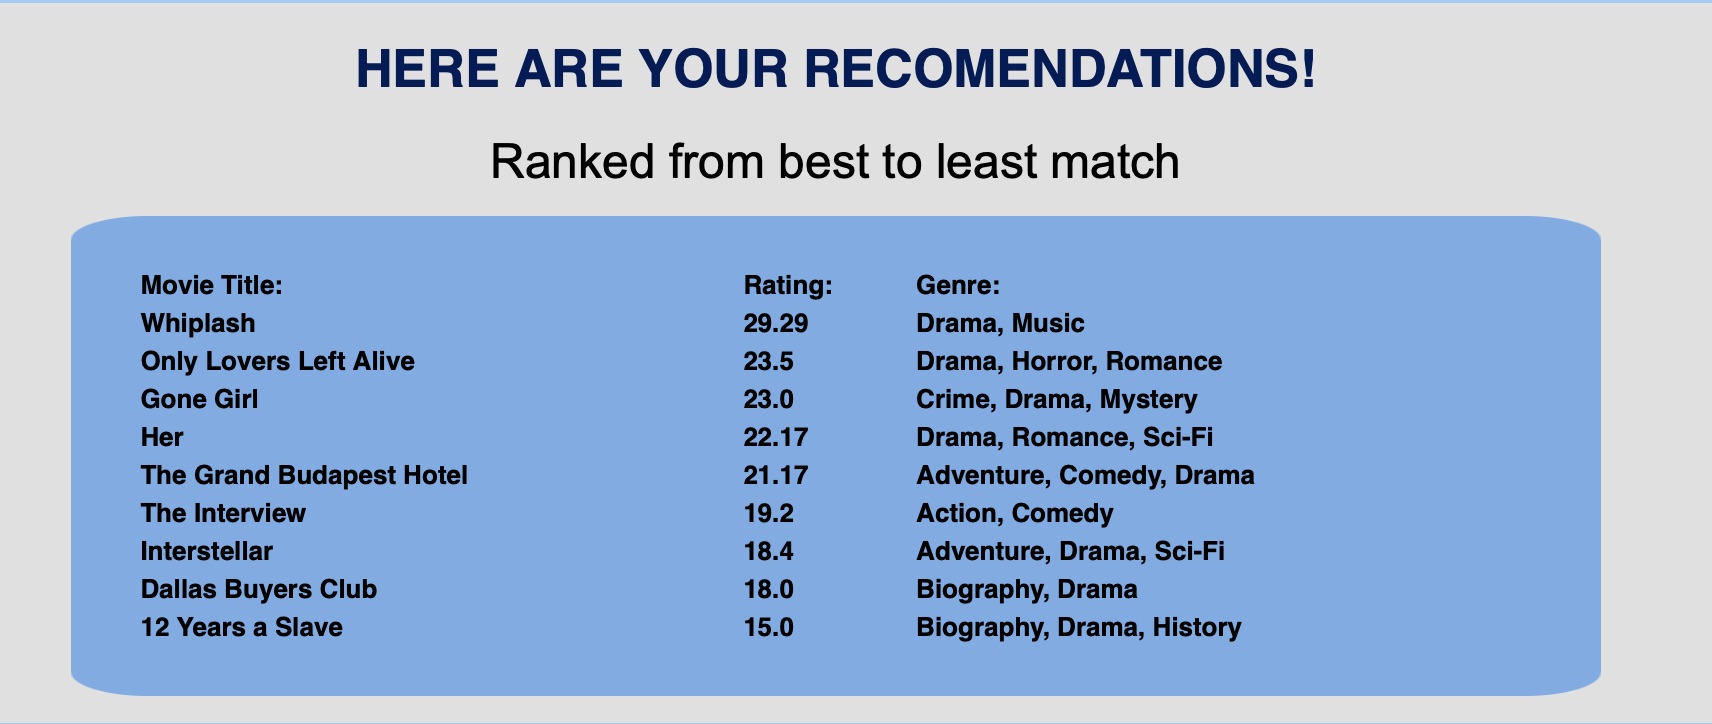 HERE ARE YOUR RECOMENDATIONS!
Ranked from best to least match
Movie Title: Rating: Genre:
Whiplash 29.29 Drama, Music
Only Lovers Left Alive 23.5 Drama, Horror, Romance
Gone Girl 23.0 Crime, Drama, Mystery
Her 22.17 Drama, Romance, Sci-Fi
The Grand Budapest Hotel 21.17 Adventure, Comedy, Drama
The Interview 19.2 Action, Comedy
Interstellar 18.4 Adventure, Drama, Sci-Fi
Dallas Buyers Club 18.0 Biography, Drama
12 Years a Slave 15.0 Biography, Drama, History